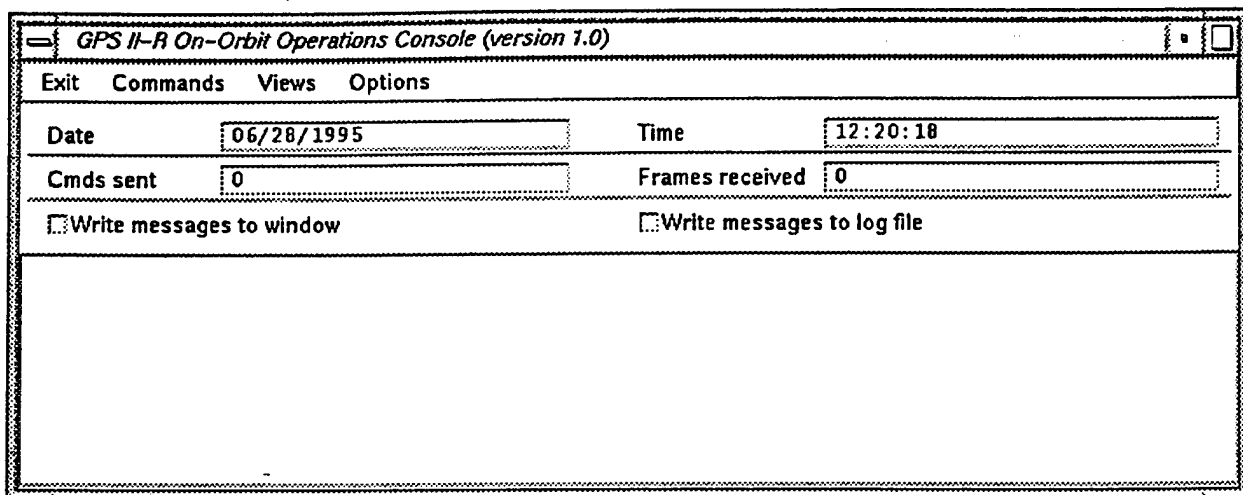 GPS II-R On-Orbit Operations Console (version 1.0)
Exit Commands Views Options
Date 06/28/1995 Time 12:20:18
Cmds sent 0 Frames received 0
Write messages to window Write messages to log file